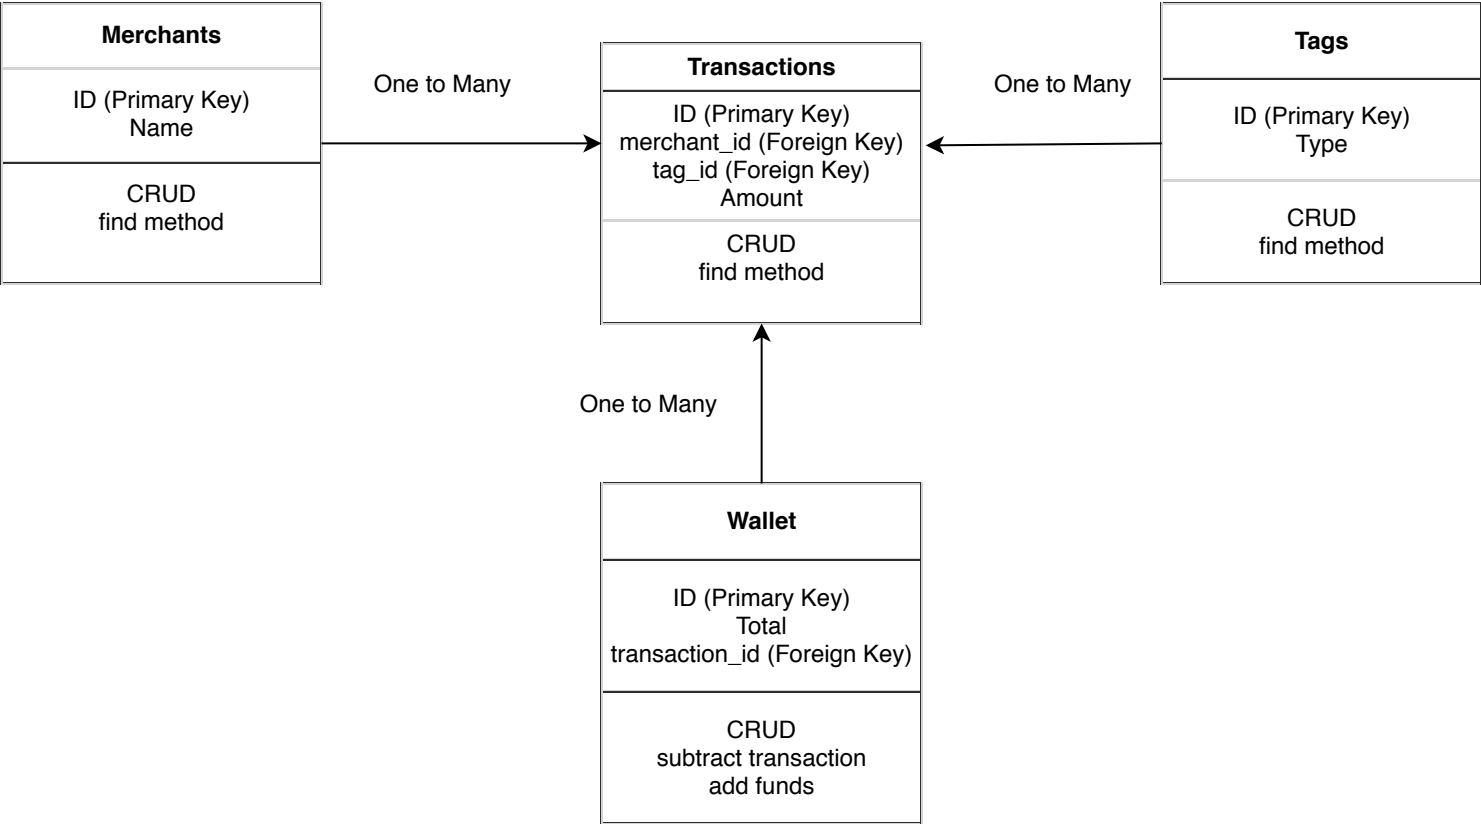 Merchants
ID (Primary Key)
Name
CRUD
find method
One to Many
Transactions
ID (Primary Key)
merchant_id (Foreign Key)
tag_id (Foreign Key)
Amount
CRUD
find method
One to Many
Tags
ID (Primary Key)
Type
CRUD
find method
One to Many
Wallet
ID (Primary Key)
Total
transaction_id (Foreign Key)
CRUD
subtract transaction
add funds